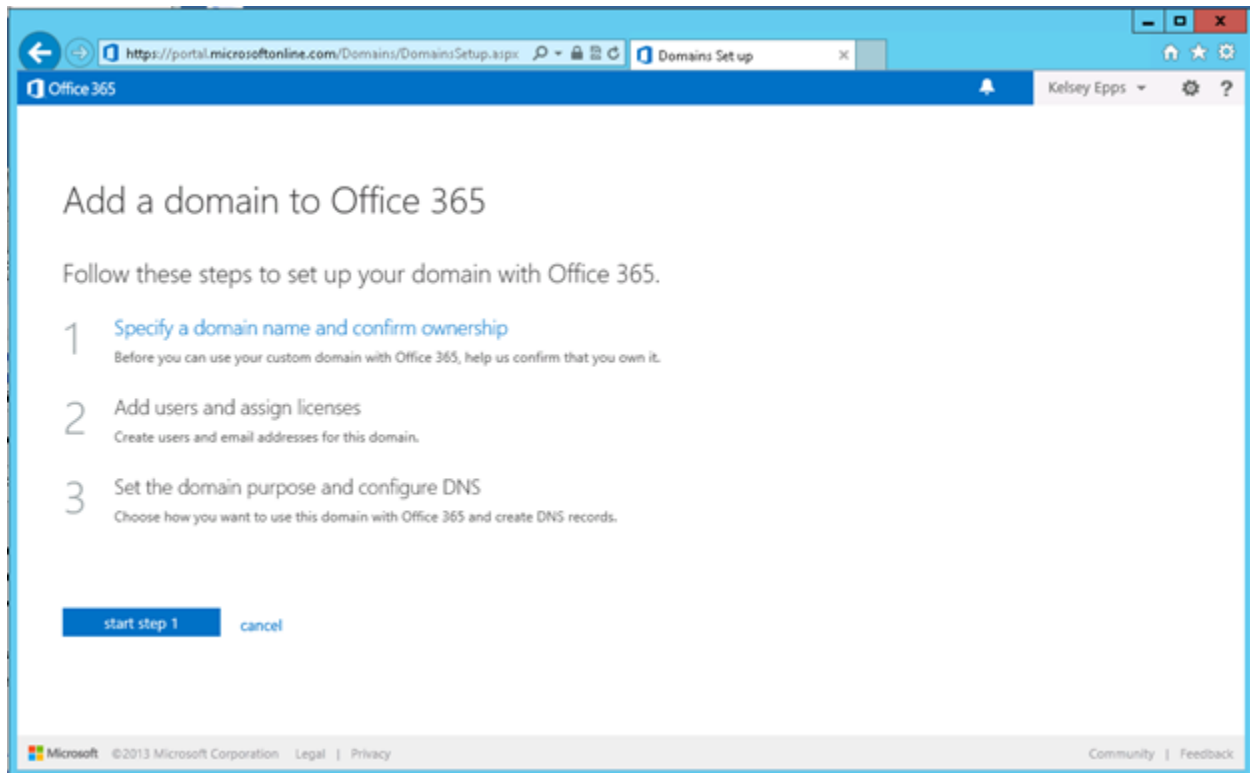 https://portal.microsoftonline.com/Domains/DomainsSetup.aspx
Domains Set up
Office 365
Kelsey Epps
?
Add a domain to Office 365
Follow these steps to set up your domain with Office 365.
1
Specify a domain name and confirm ownership
Before you can use your custom domain with Office 365, help us confirm that you own it.
2
Add users and assign licenses
Create users and email addresses for this domain.
3
Set the domain purpose and configure DNS
Choose how you want to use this domain with Office 365 and create DNS records.
start step 1
cancel
Microsoft ©2013 Microsoft Corporation Legal | Privacy
Community | Feedback